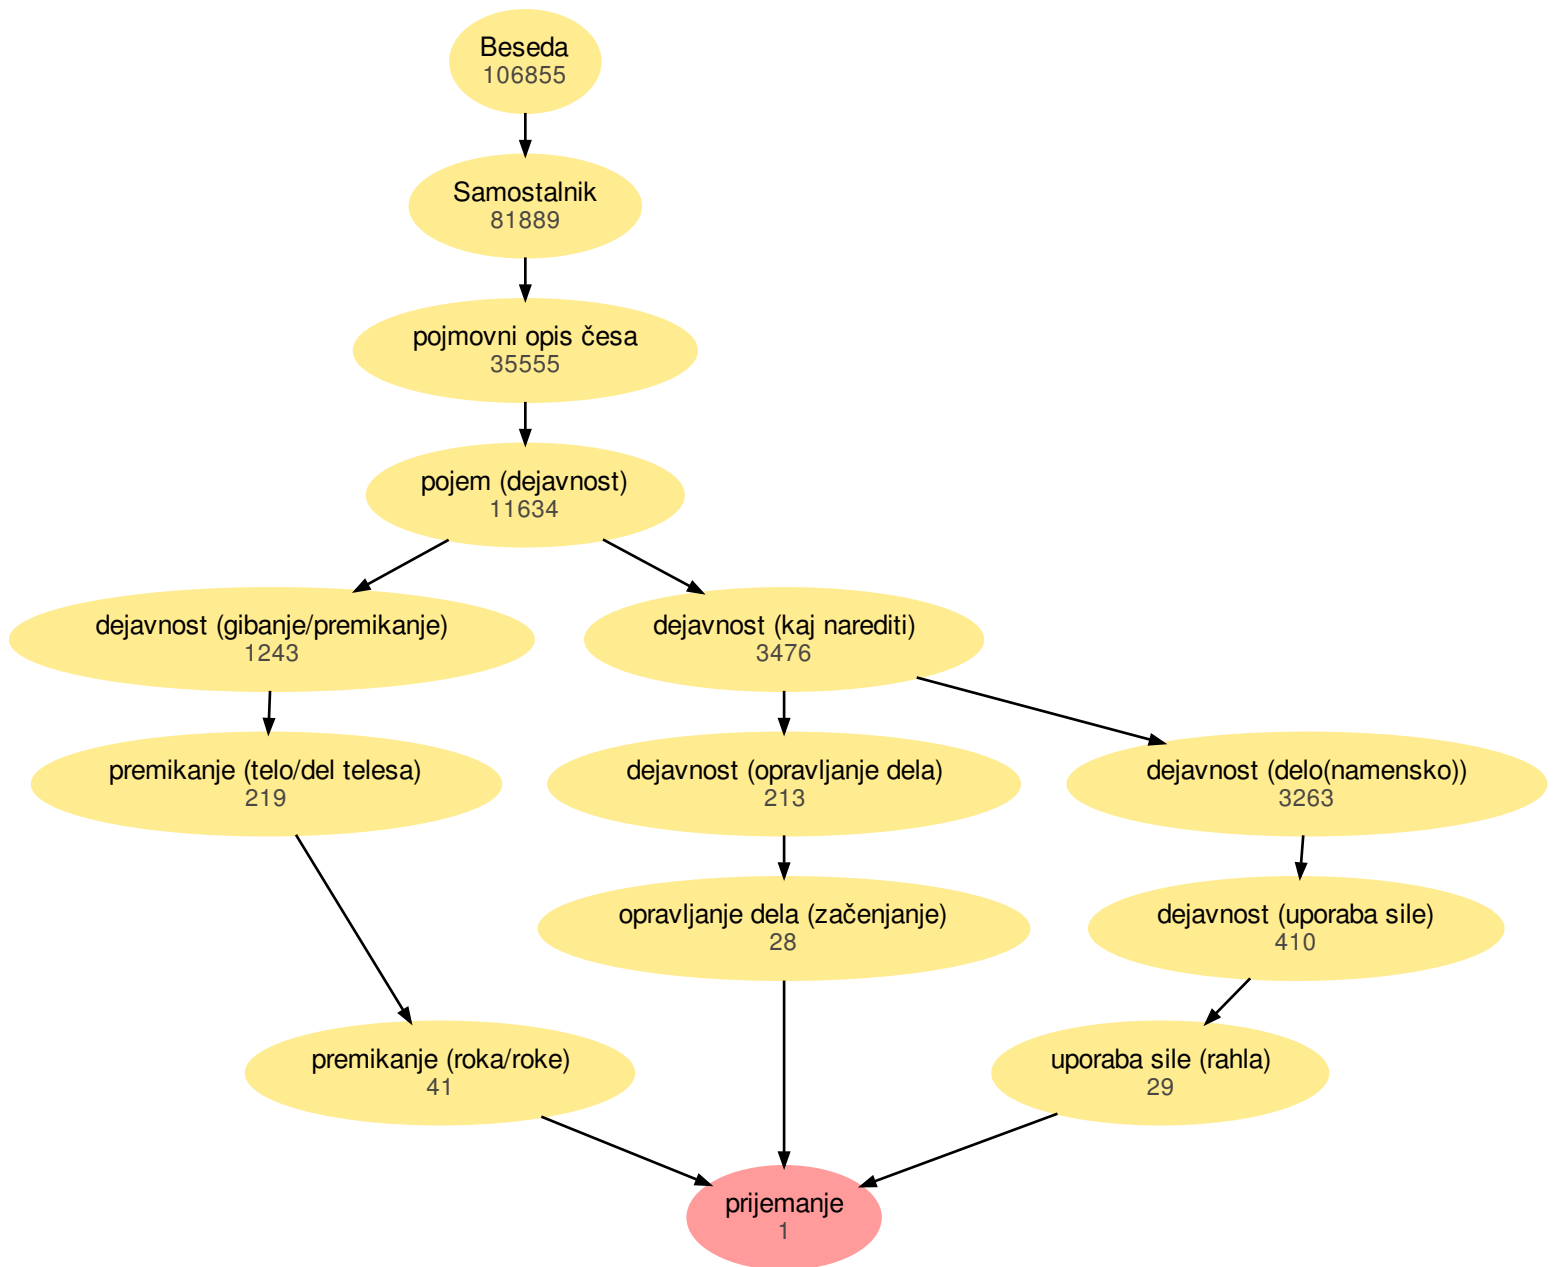 Beseda
106855
Samostalnik
81889
pojmovni opis česa
35555
pojem (dejavnost)
11634
dejavnost (gibanje/premikanje)
1243
dejavnost (kaj narediti)
3476
premikanje (telo/del telesa)
219
dejavnost (opravljanje dela)
213
dejavnost (delo(namensko))
3263
opravljanje dela (začenjanje)
28
dejavnost (uporaba sile)
410
premikanje (roka/roke)
41
uporaba sile (rahla)
29
prijemanje
1